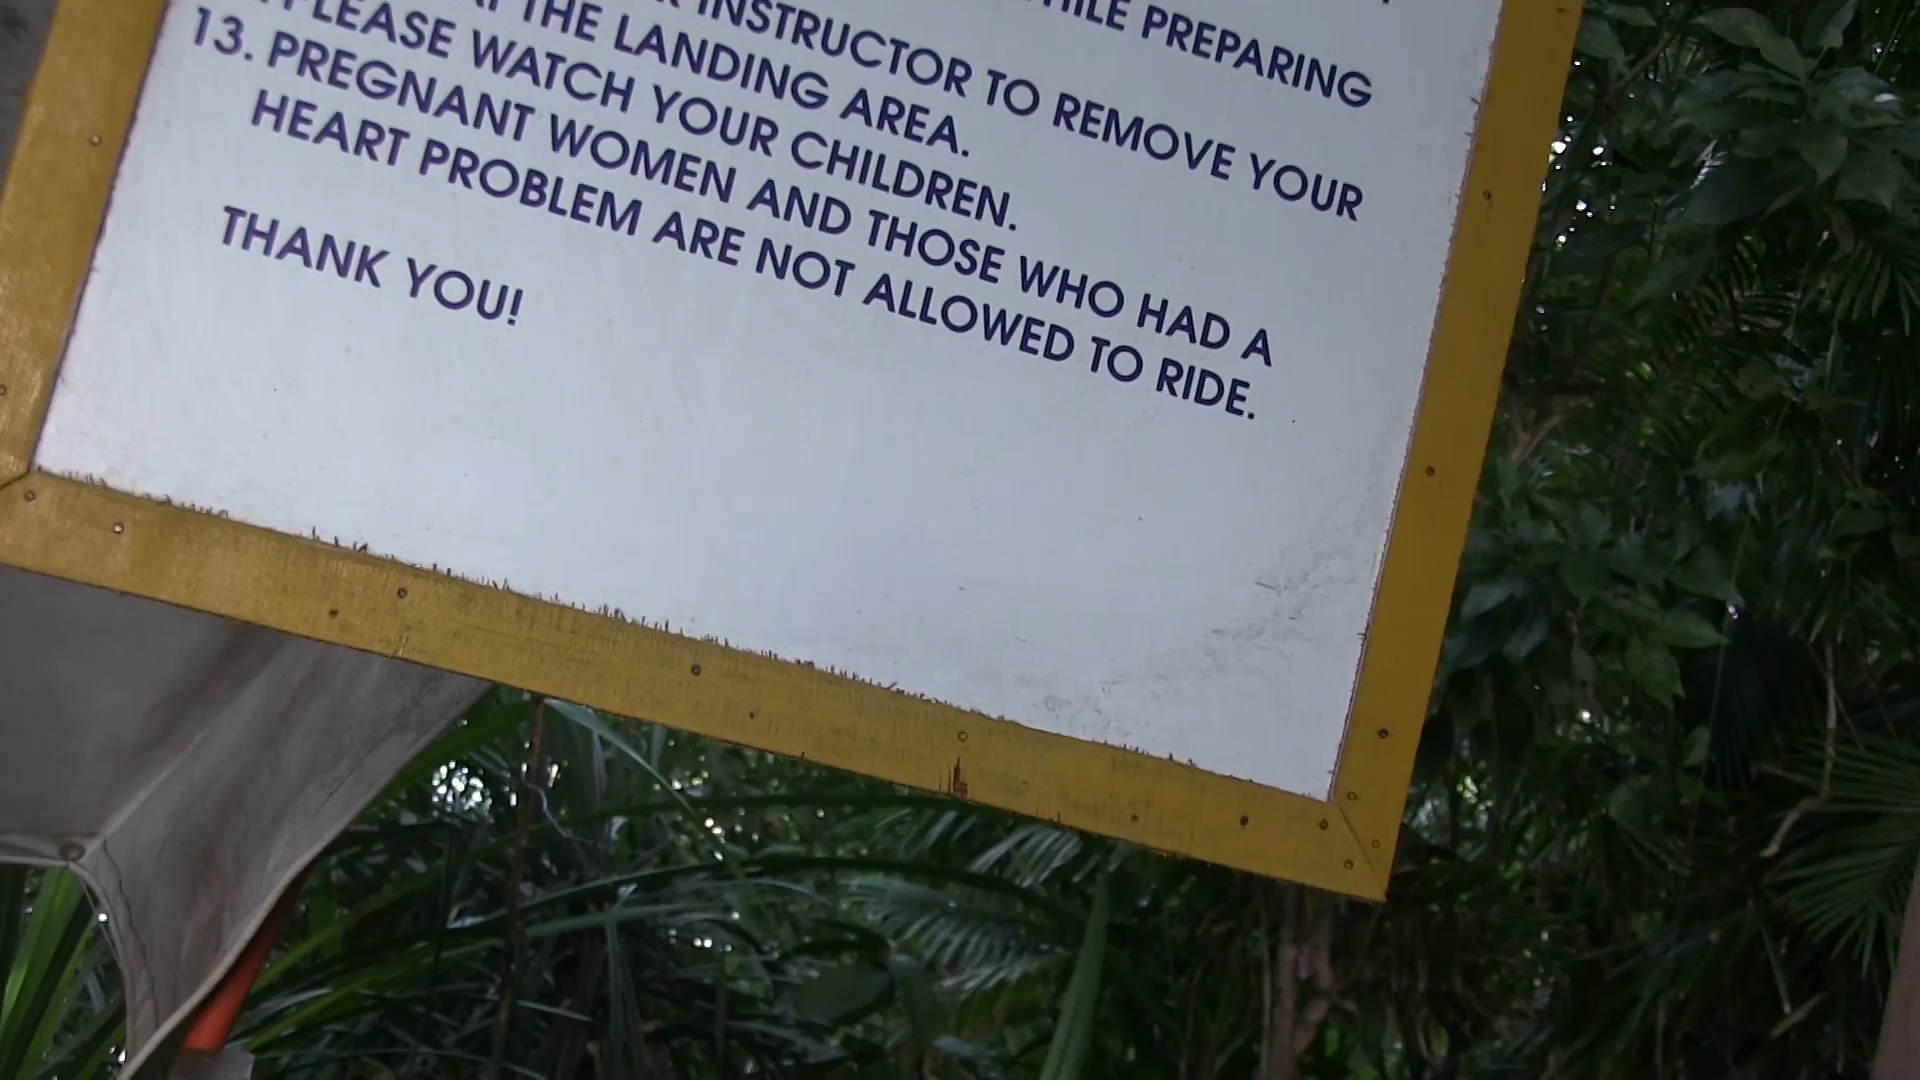 PREPARING
INSTRUCTOR TO REMOVE YOUR
THE LANDING AREA.
PLEASE WATCH YOUR CHILDREN.
13. PREGNANT WOMEN AND THOSE WHO HAD A
HEART PROBLEM ARE NOT ALLOWED TO RIDE.
THANK YOU!